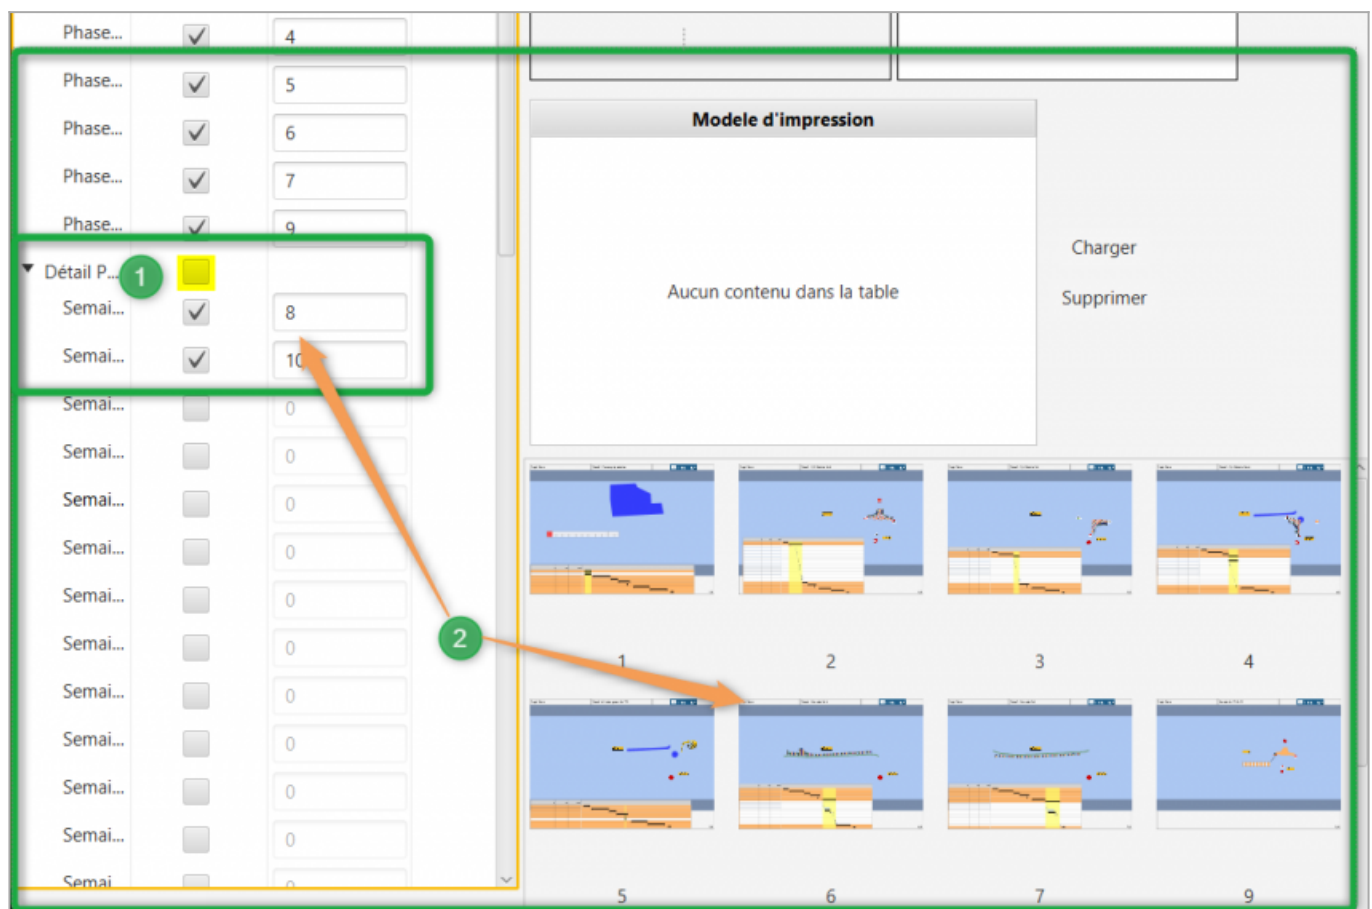 Phase... 4
Phase... 5
Phase... 6
Phase... 7
Phase... 9
Détail P... 1
Semai... 8
Semai... 10
Semai... 0
Semai... 0
Semai... 0
Semai... 0
Semai... 0
Semai... 0
Semai... 0
Semai... 0
Semai... 0
Semai... 0
Semai
2
Modele d'impression
Aucun contenu dans la table
Charger
Supprimer
1 2 3 4
5 6 7 9